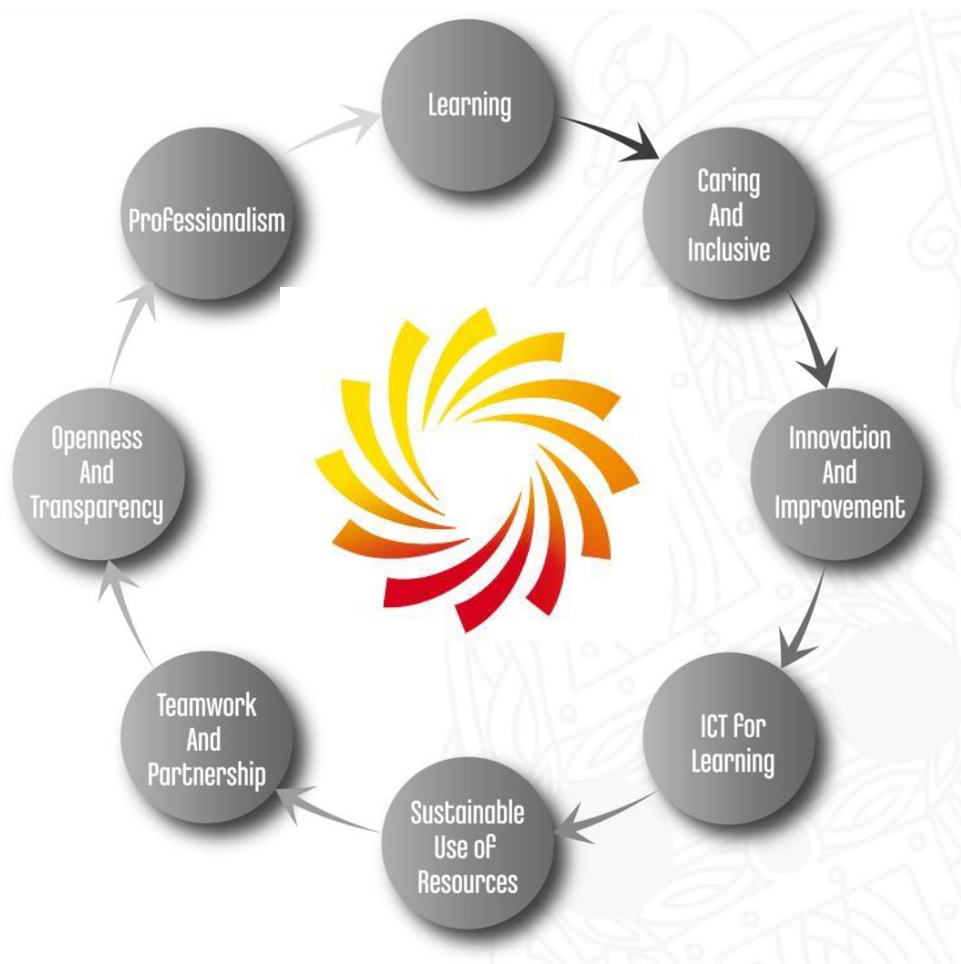 Learning
Caring
And
Inclusive
Innovation
And
Improvement
ICT for
Learning
Sustainable
Use of
Resources
Teamwork
And
Partnership
Openness
And
Transparency
Professionalism